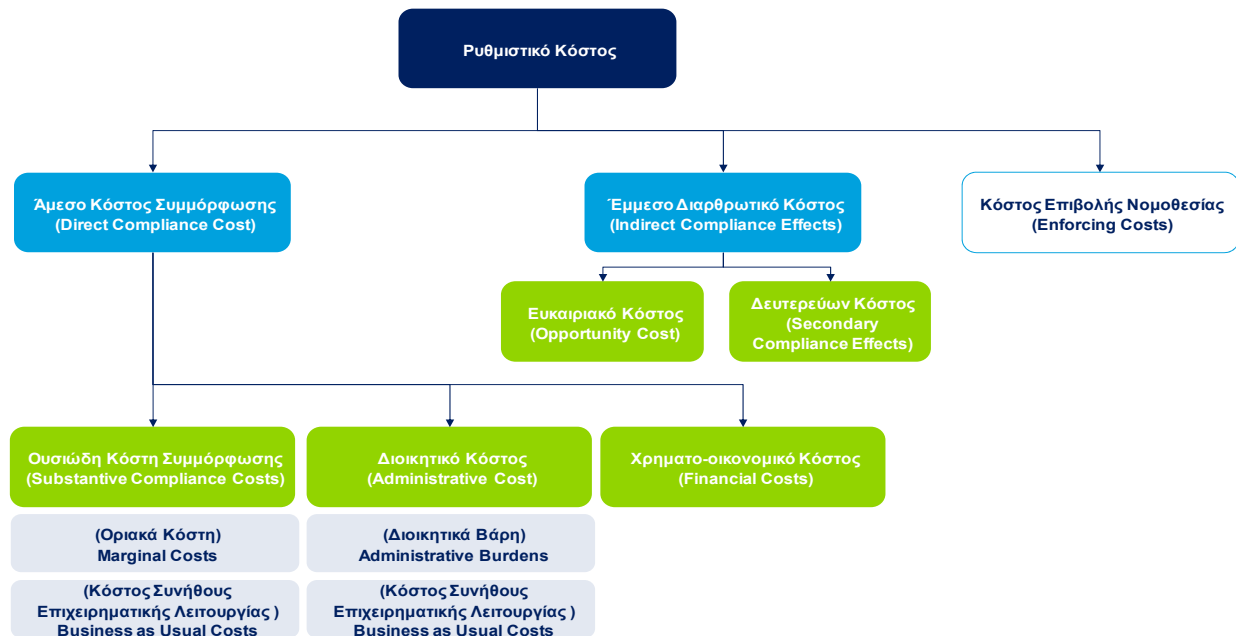 Ρυθμιστικό Κόστος
Άμεσο Κόστος Συμμόρφωσης
(Direct Compliance Cost)
Έμμεσο Διαρθρωτικό Κόστος
(Indirect Compliance Effects)
Κόστος Επιβολής Νομοθεσίας
(Enforcing Costs)
Ευκαιριακό Κόστος
(Opportunity Cost)
Δευτερεύων Κόστος
(Secondary
Compliance Effects)
Ουσιώδη Κόστη Συμμόρφωσης
(Substantive Compliance Costs)
Διοικητικό Κόστος
(Administrative Cost)
Χρηματο-οικονομικό Κόστος
(Financial Costs)
(Οριακά Κόστη)
Marginal Costs
(Διοικητικά Βάρη)
Administrative Burdens
(Κόστος Συνήθους
Επιχειρηματικής Λειτουργίας )
Business as Usual Costs
(Κόστος Συνήθους
Επιχειρηματικής Λειτουργίας )
Business as Usual Costs